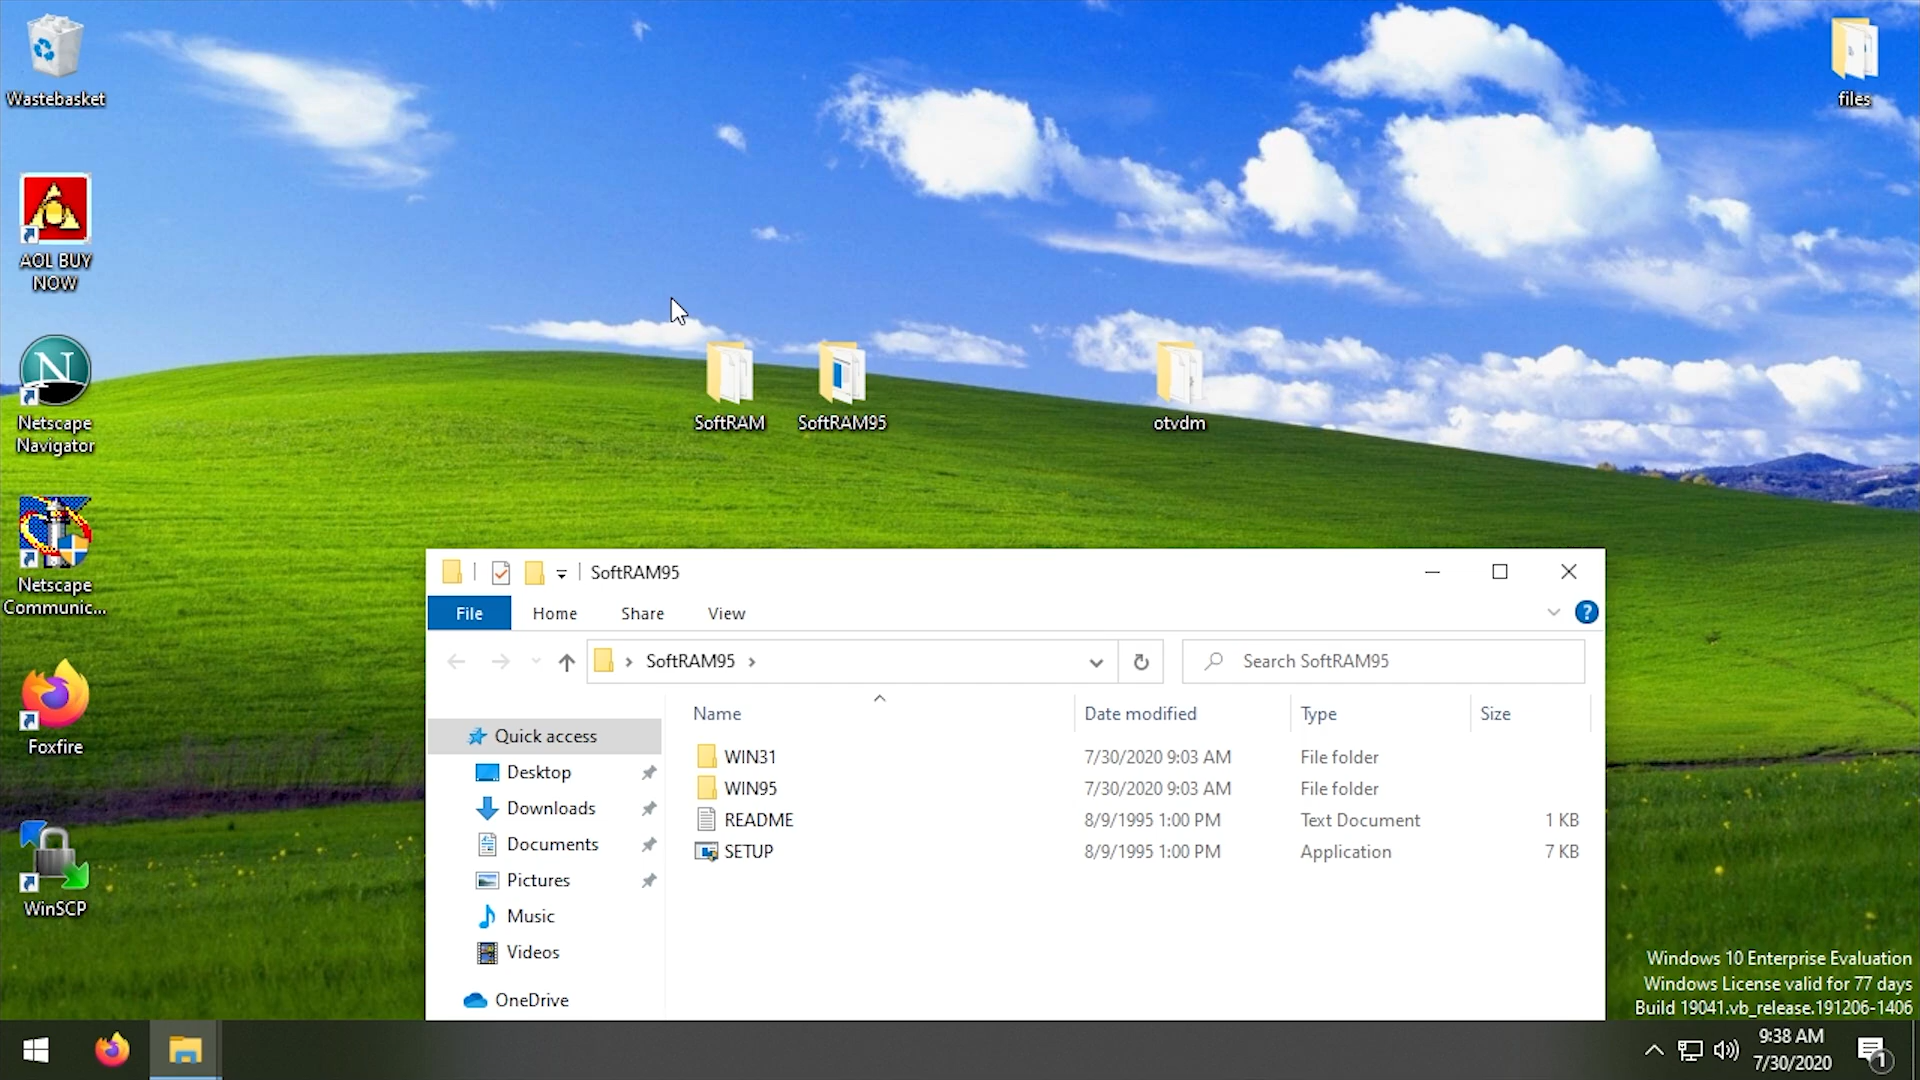 Wastebasket
files
AOL BUY
NOW
Netscape
Navigator
SoftRAM
SoftRAM95
otvdm
Netscape
Communic...
Foxfire
WinSCP
SoftRAM95
File
Home
Share
View
?
SoftRAM95
Search SoftRAM95
Name
Date modified
Type
Size
Quick access
Desktop
Downloads
Documents
Pictures
Music
Videos
OneDrive
WIN31 7/30/2020 9:03 AM File folder
WIN95 7/30/2020 9:03 AM File folder
README 8/9/1995 1:00 PM Text Document 1 KB
SETUP 8/9/1995 1:00 PM Application 7 KB
Windows 10 Enterprise Evaluation
Windows License valid for 77 days
Build 19041.vb_release.191206-1406
9:38 AM
7/30/2020
1